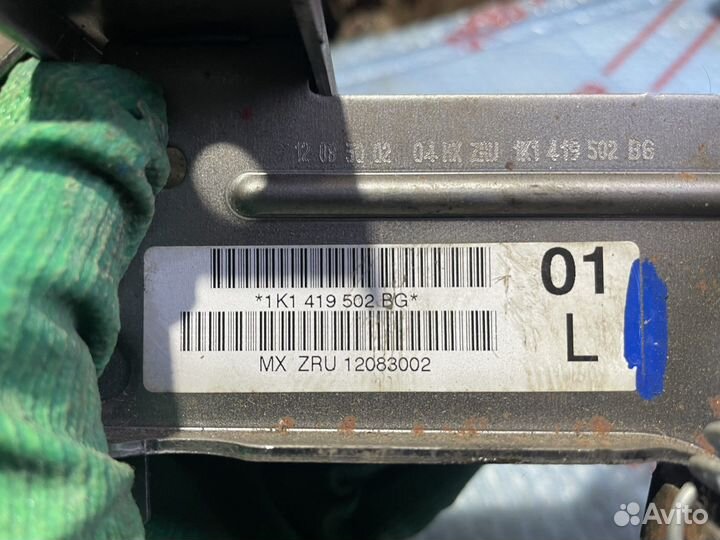 12 08 30 02 04 MX ZRU 1K1 419 502 BG
*1K1 419 502 BG*
01
MX ZRU 12083002
L
Avito